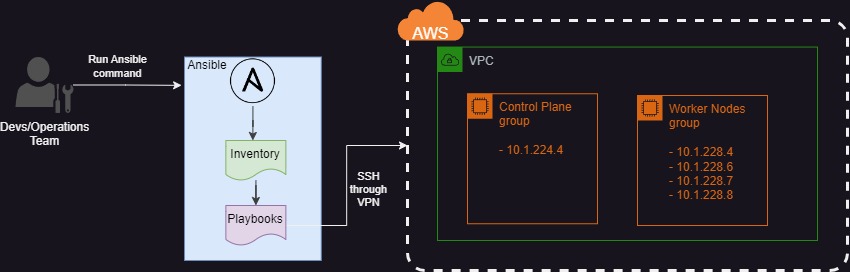 Devs/Operations
Team
Run Ansible
command
Ansible
Inventory
Playbooks
SSH
through
VPN
AWS
VPC
Control Plane
group
- 10.1.224.4
Worker Nodes
group
- 10.1.228.4
- 10.1.228.6
- 10.1.228.7
- 10.1.228.8